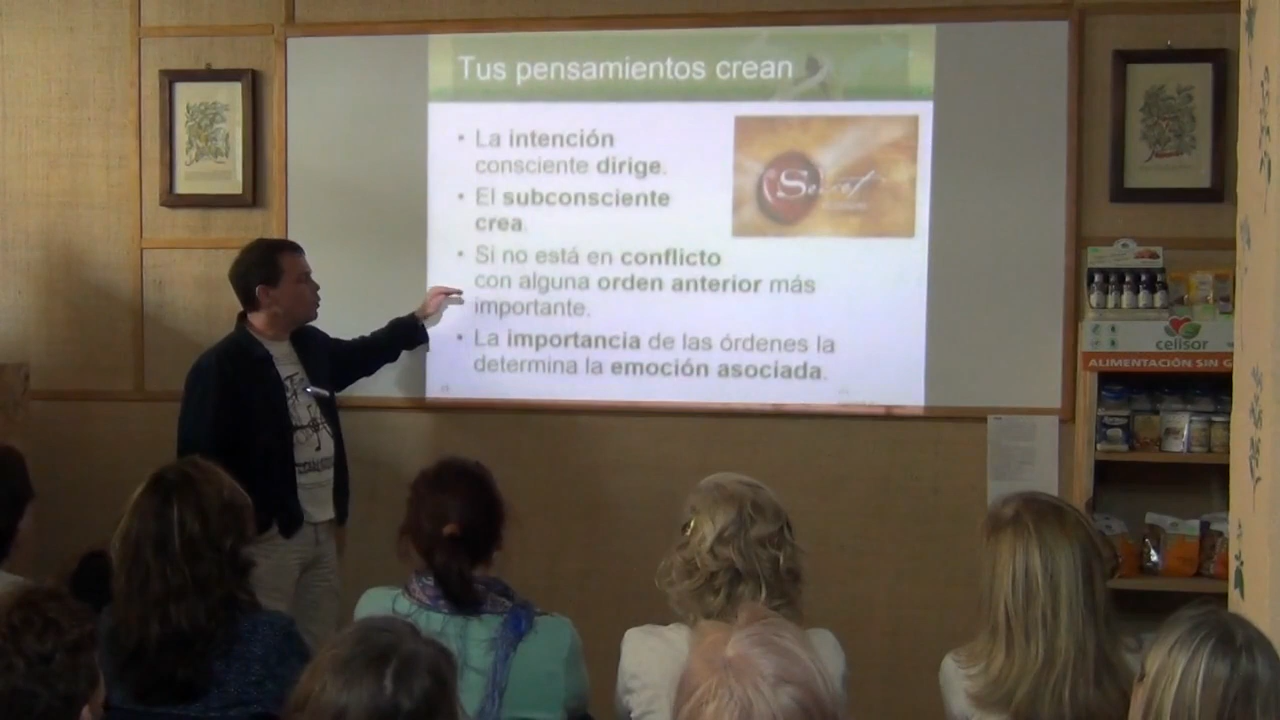 Tus pensamientos crean
• La intención
consciente dirige.
• El subconsciente
crea.
• Si no está en conflicto
con alguna orden anterior más
importante.
• La importancia de las órdenes la
determina la emoción asociada.
Secret
celisor
ALIMENTACIÓN SIN G